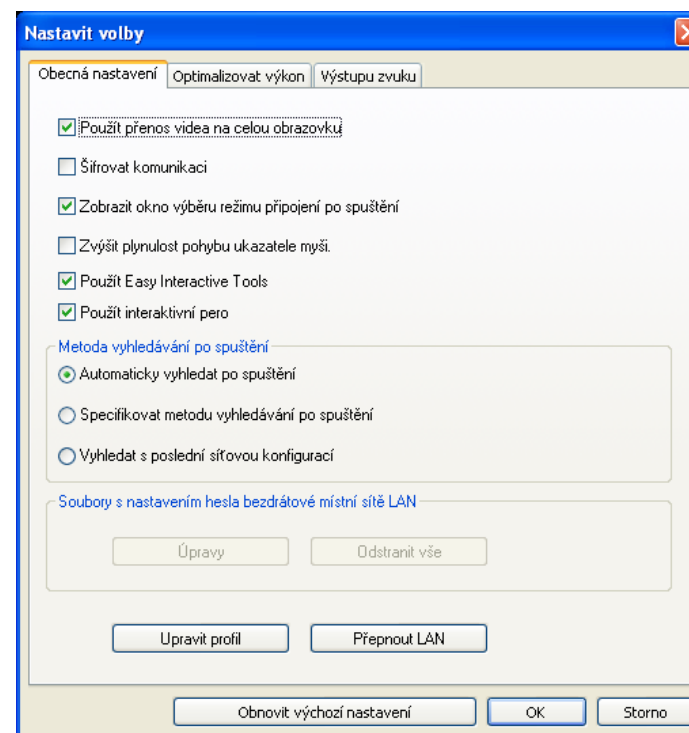 Nastavit volby
Obecná nastavení
Optimalizovat výkon
Výstupu zvuku
Použít přenos videa na celou obrazovku
Šifrovat komunikaci
Zobrazit okno výběru režimu připojení po spuštění
Zvýšit plynulost pohybu ukazatele myši.
Použít Easy Interactive Tools
Použít interaktivní pero
Metoda vyhledávání po spuštění
Automaticky vyhledat po spuštění
Specifikovat metodu vyhledávání po spuštění
Vyhledat s poslední síťovou konfigurací
Soubory s nastavením hesla bezdrátové místní sítě LAN
Úpravy
Odstranit vše
Upravit profil
Přepnout LAN
Obnovit výchozí nastavení
OK
Storno